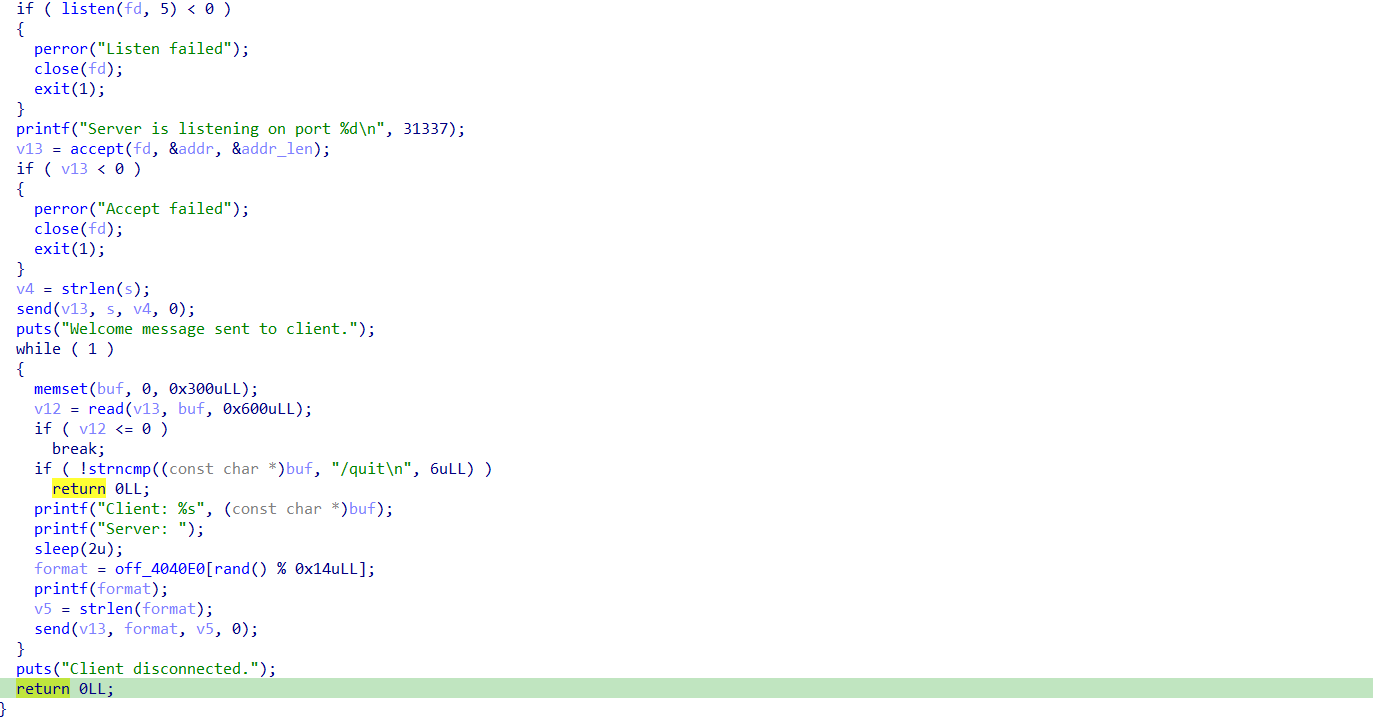 if ( listen(fd, 5) < 0 )
{
perror("Listen failed");
close(fd);
exit(1);
}
printf("Server is listening on port %d\n", 31337);
v13 = accept(fd, &addr, &addr_len);
if ( v13 < 0 )
{
perror("Accept failed");
close(fd);
exit(1);
}
v4 = strlen(s);
send(v13, s, v4, 0);
puts("Welcome message sent to client.");
while ( 1 )
{
memset(buf, 0, 0x300uLL);
v12 = read(v13, buf, 0x600uLL);
if ( v12 <= 0 )
break;
if ( !strncmp((const char *)buf, "/quit\n", 6uLL) )
return 0LL;
printf("Client: %s", (const char *)buf);
printf("Server: ");
sleep(2u);
format = off_4040E0[rand() % 0x14uLL];
printf(format);
v5 = strlen(format);
send(v13, format, v5, 0);
}
puts("Client disconnected.");
return 0LL;
}